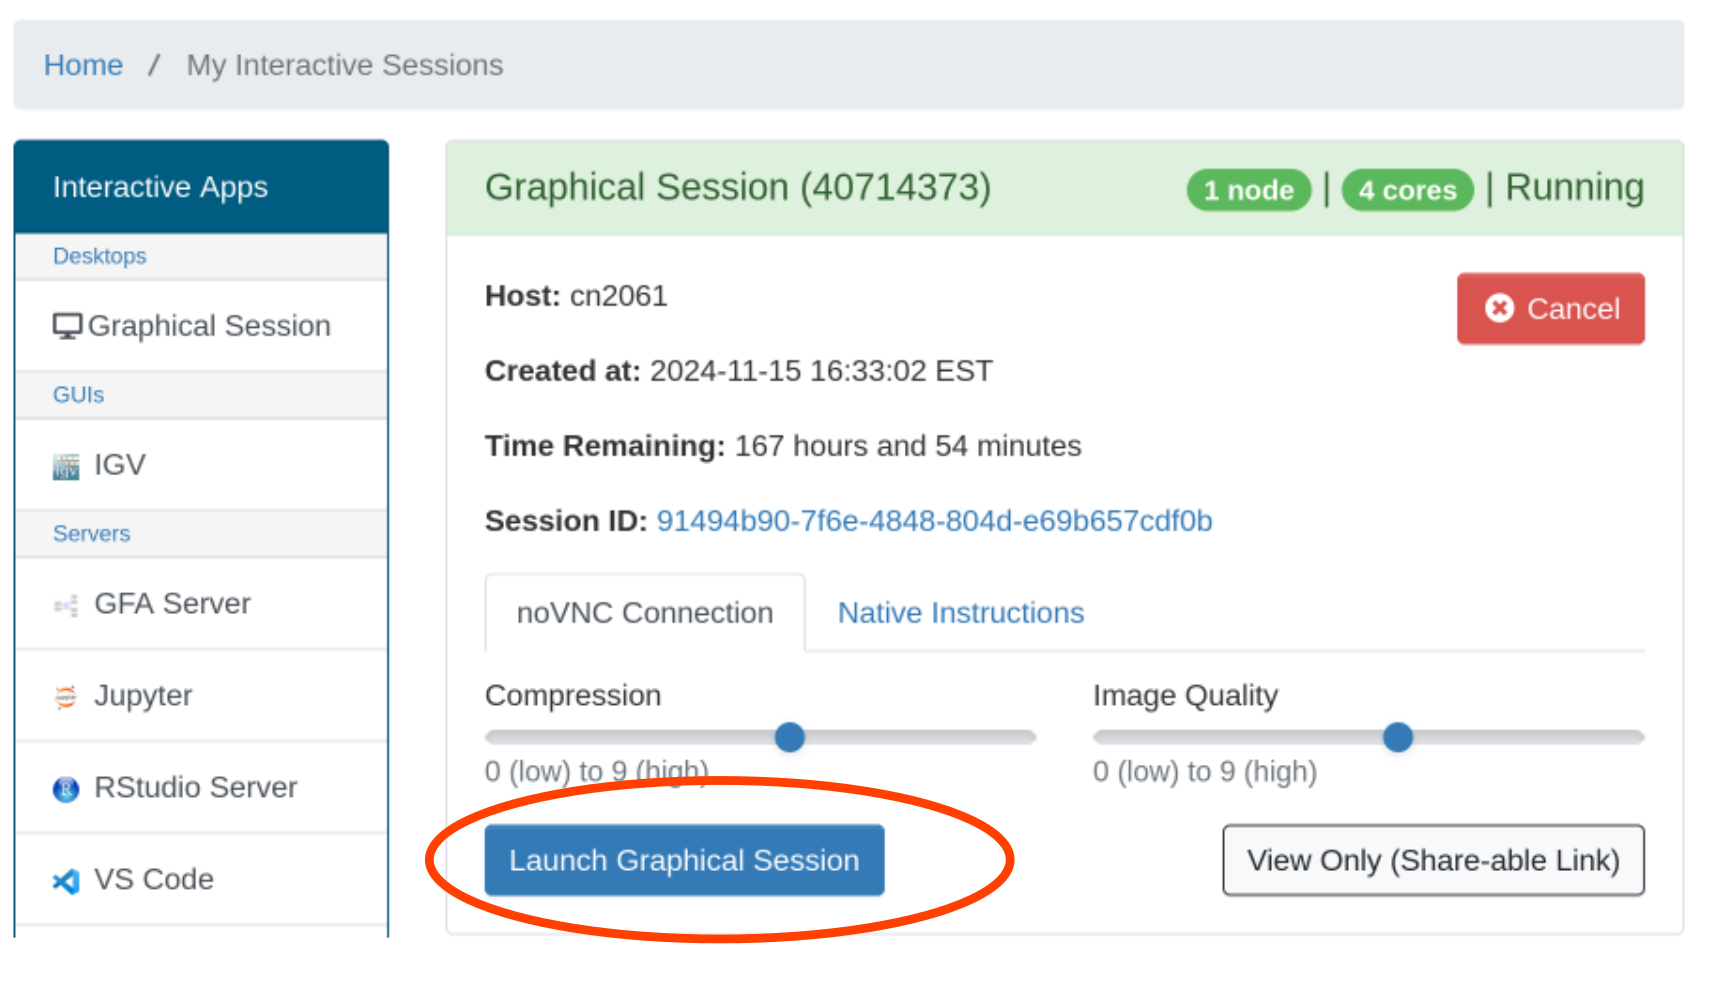 Home / My Interactive Sessions
Interactive Apps
Desktops
Graphical Session
GUIs
IGV
Servers
GFA Server
Jupyter
RStudio Server
VS Code
Graphical Session (40714373) 1 node | 4 cores | Running
Host: cn2061
Cancel
Created at: 2024-11-15 16:33:02 EST
Time Remaining: 167 hours and 54 minutes
Session ID: 91494b90-7f6e-4848-804d-e69b657cdf0b
noVNC Connection Native Instructions
Compression Image Quality
0 (low) to 9 (high) 0 (low) to 9 (high)
Launch Graphical Session View Only (Share-able Link)